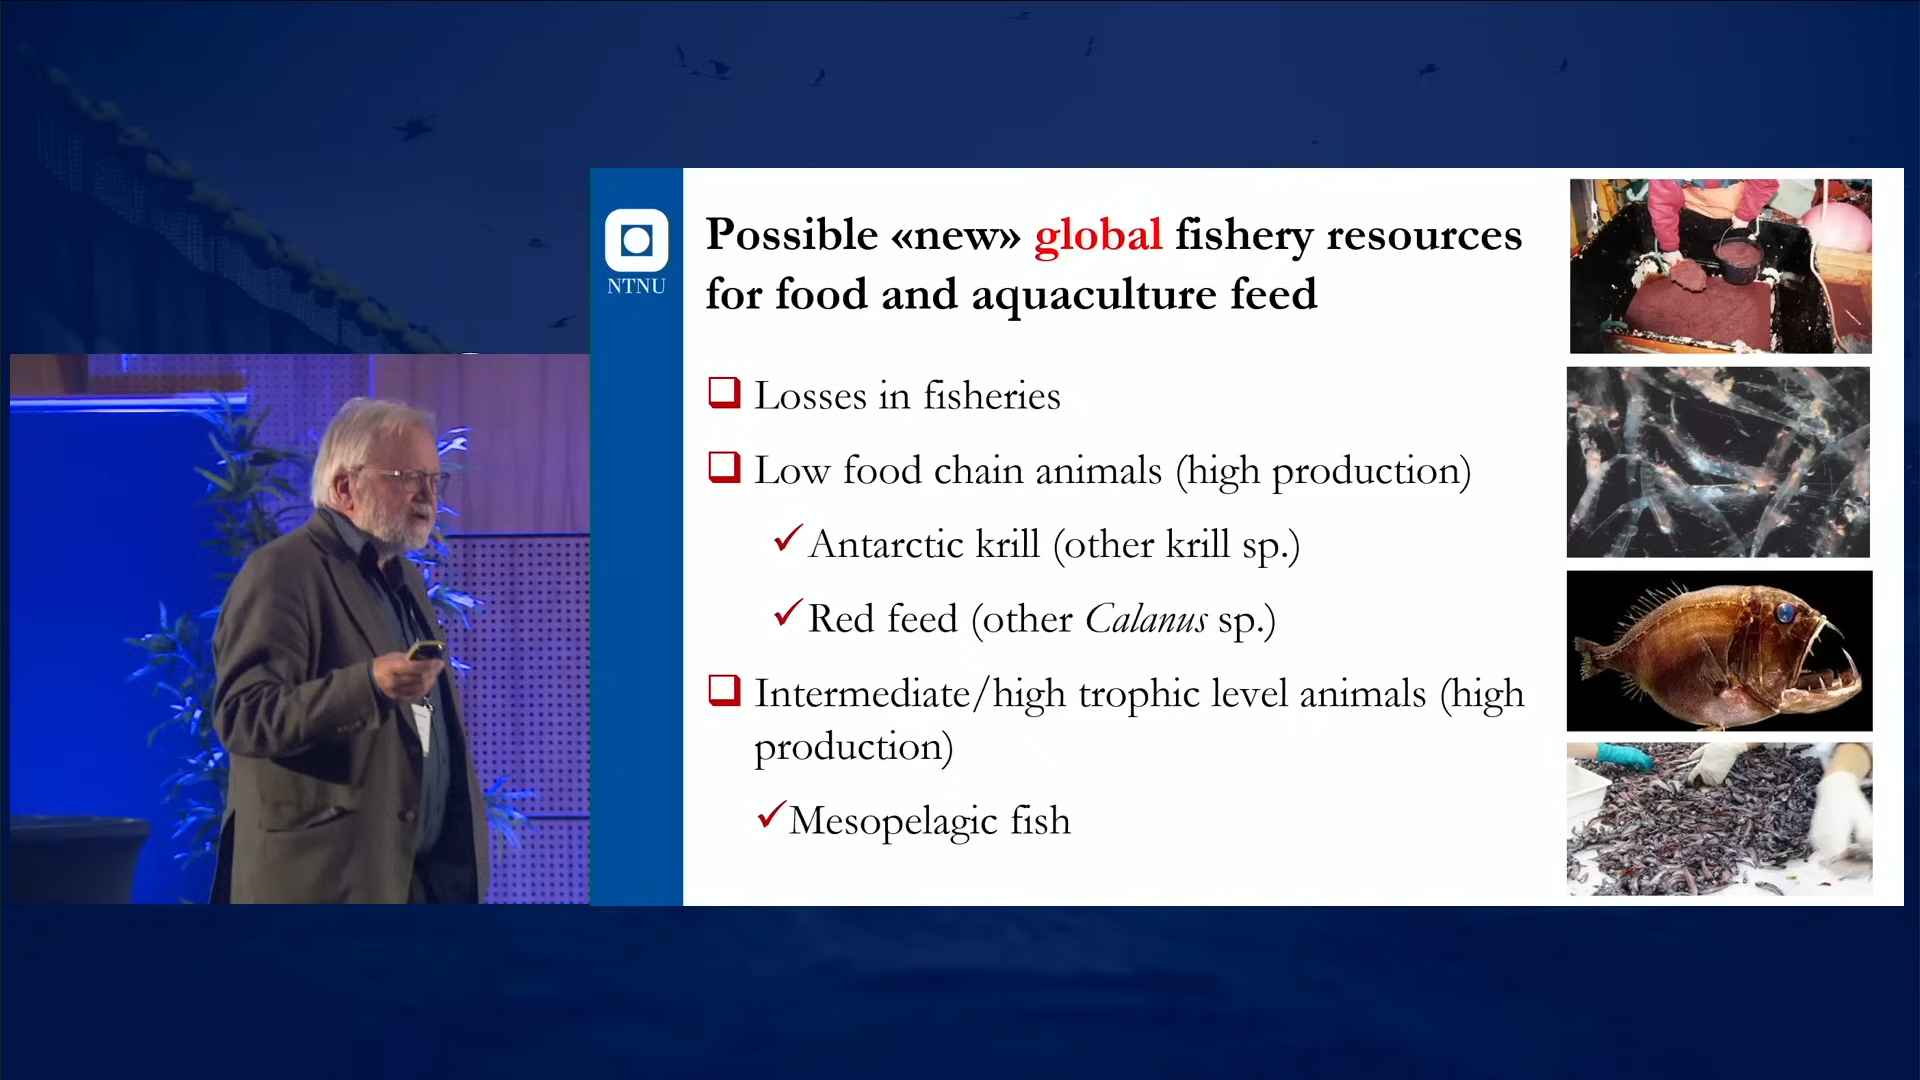 NTNU
Possible «new» global fishery resources
for food and aquaculture feed
Losses in fisheries
Low food chain animals (high production)
Antarctic krill (other krill sp.)
Red feed (other Calanus sp.)
Intermediate/high trophic level animals (high
production)
Mesopelagic fish